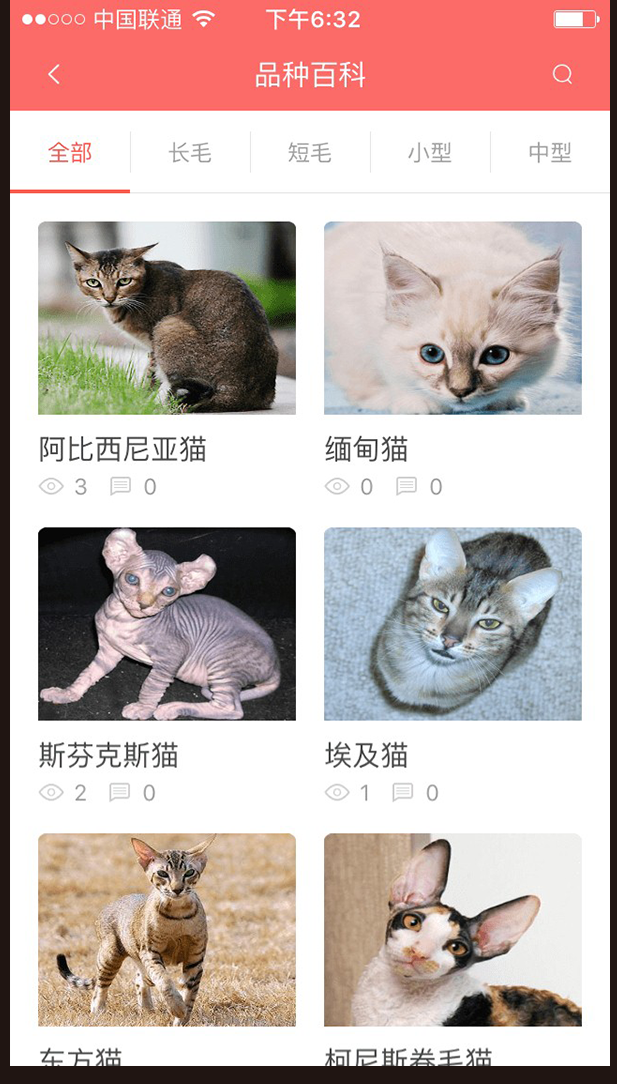 中国联通 下午6:32
品种百科
全部 长毛 短毛 小型 中型
阿比西尼亚猫 缅甸猫
3 0 0 0
斯芬克斯猫 埃及猫
2 0 1 0
东方猫 柯尼斯卷毛猫